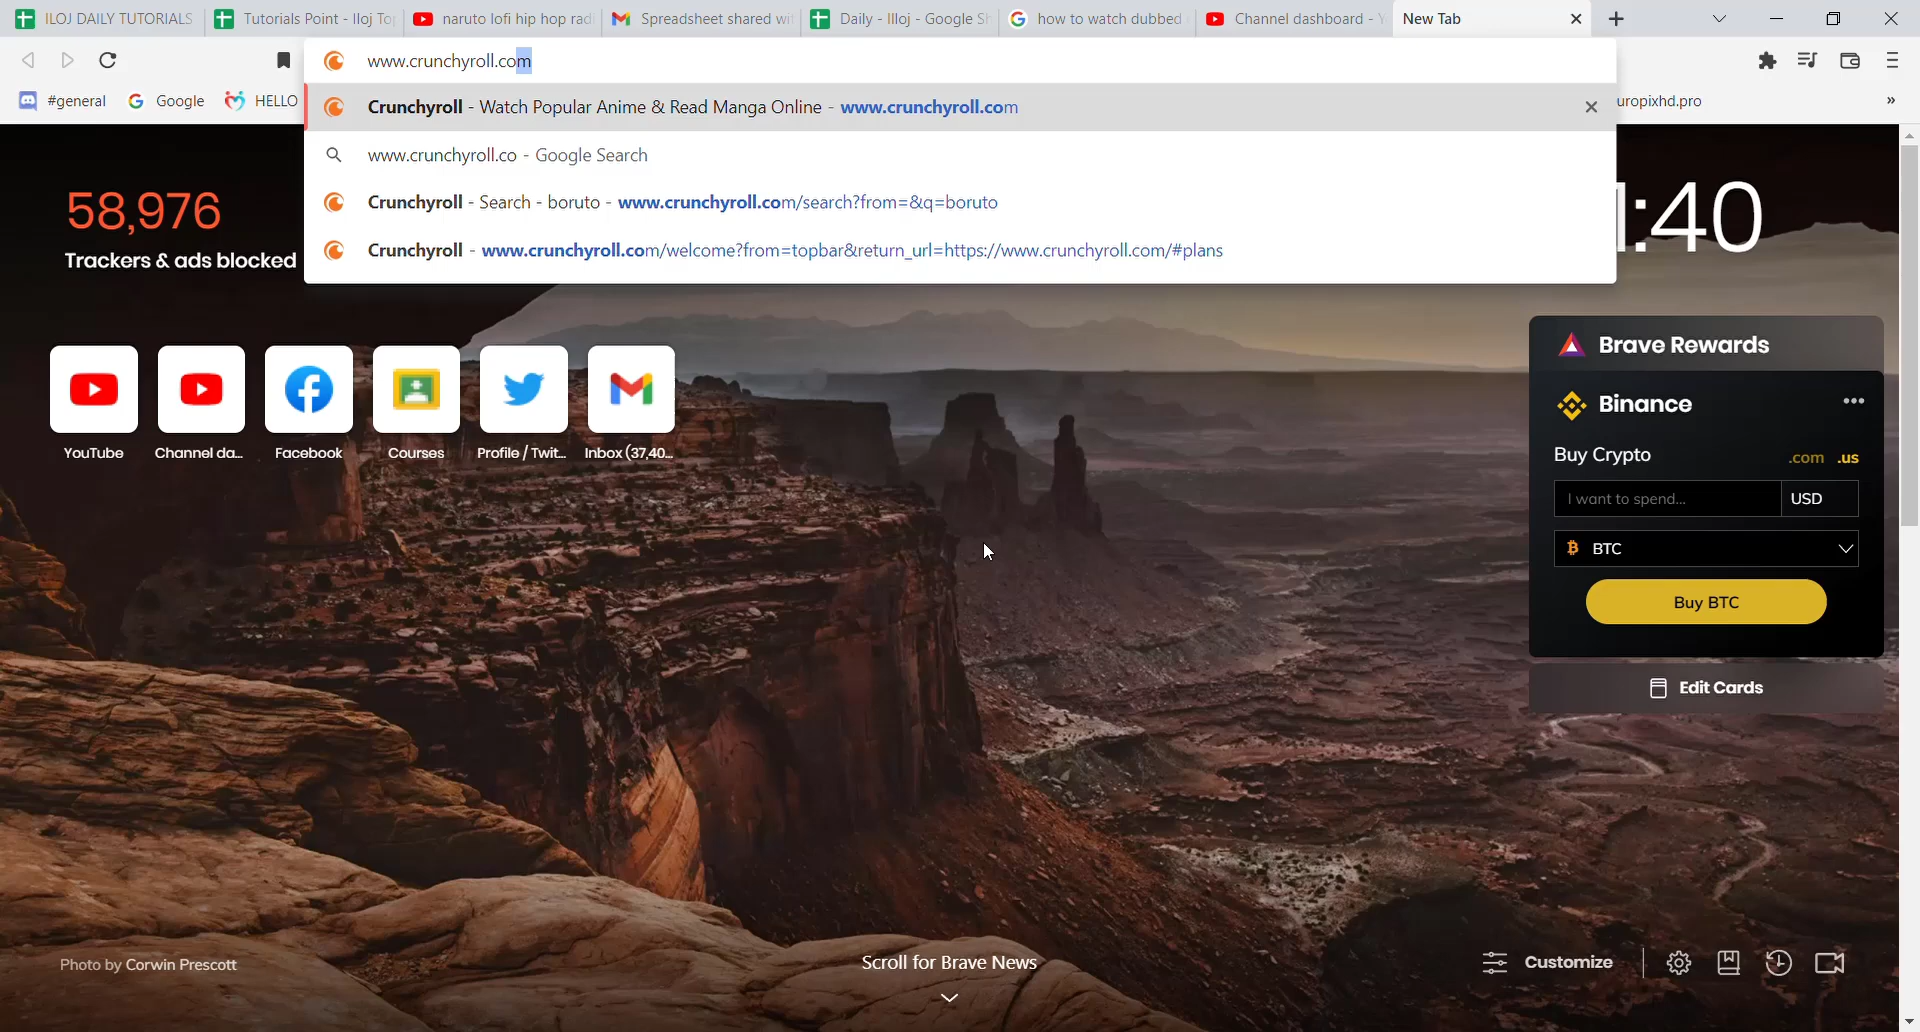 ILOJ DAILY TUTORIALS
Tutorials Point - Iloj To
naruto lofi hip hop rad
Spreadsheet shared wi
Daily - Illoj - Google Sh
how to watch dubbed
Channel dashboard - Y
New Tab
www.crunchyroll.com
#general
Google
HELLO
Crunchyroll - Watch Popular Anime & Read Manga Online - www.crunchyroll.com
uropixhd.pro
www.crunchyroll.co - Google Search
Crunchyroll - Search - boruto - www.crunchyroll.com/search?from=&q=boruto
Crunchyroll - www.crunchyroll.com/welcome?from=topbar&return_url=https://www.crunchyroll.com/#plans
58,976
Trackers & ads blocked
:40
YouTube
Channel da...
Facebook
Courses
Profile / Twit...
Inbox (37,40...
Brave Rewards
Binance
Buy Crypto
.com .us
I want to spend...
USD
BTC
Buy BTC
Edit Cards
Photo by Corwin Prescott
Scroll for Brave News
Customize